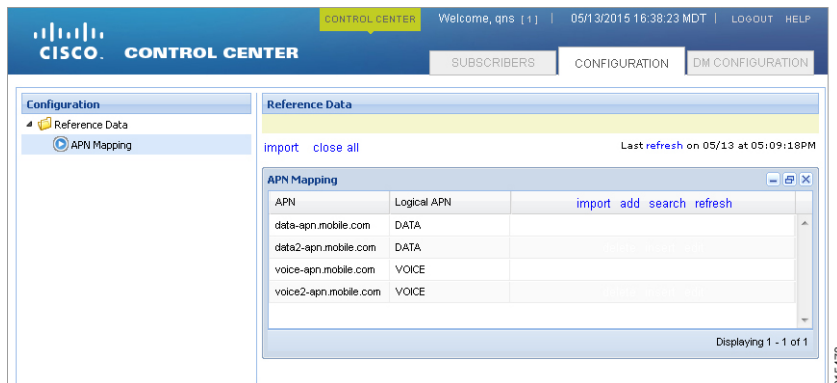 CONTROL CENTER Welcome, qns [1] | 05/13/2015 16:38:23 MDT | LOGOUT HELP
CISCO. CONTROL CENTER
SUBSCRIBERS CONFIGURATION DM CONFIGURATION
Configuration
Reference Data
APN Mapping
Reference Data
import close all Last refresh on 05/13 at 05:09:18PM
APN Mapping
APN Logical APN import add search refresh
data-apn.mobile.com DATA
data2-apn.mobile.com DATA
voice-apn.mobile.com VOICE
voice2-apn.mobile.com VOICE
Displaying 1 - 1 of 1